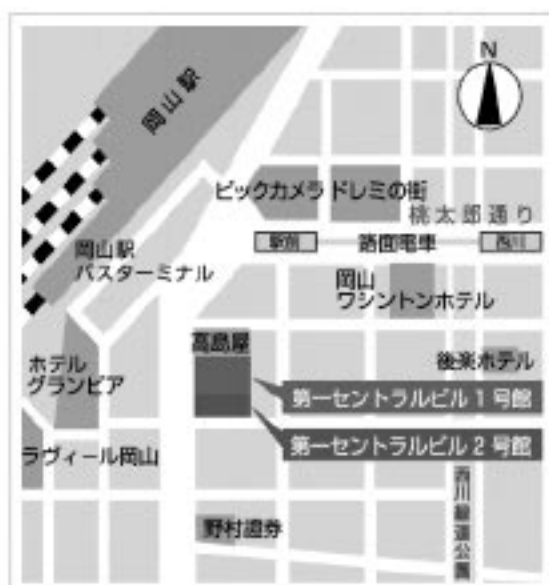 N
岡山駅
ビックカメラ ドレミの街
桃太郎通り
駅前
路面電車
西川
岡山駅
バスターミナル
岡山
ワシントンホテル
高島屋
ホテル
グランビア
後楽ホテル
第一セントラルビル 1 号館
第一セントラルビル 2 号館
ラヴィール岡山
野村證券
西川緑道公園